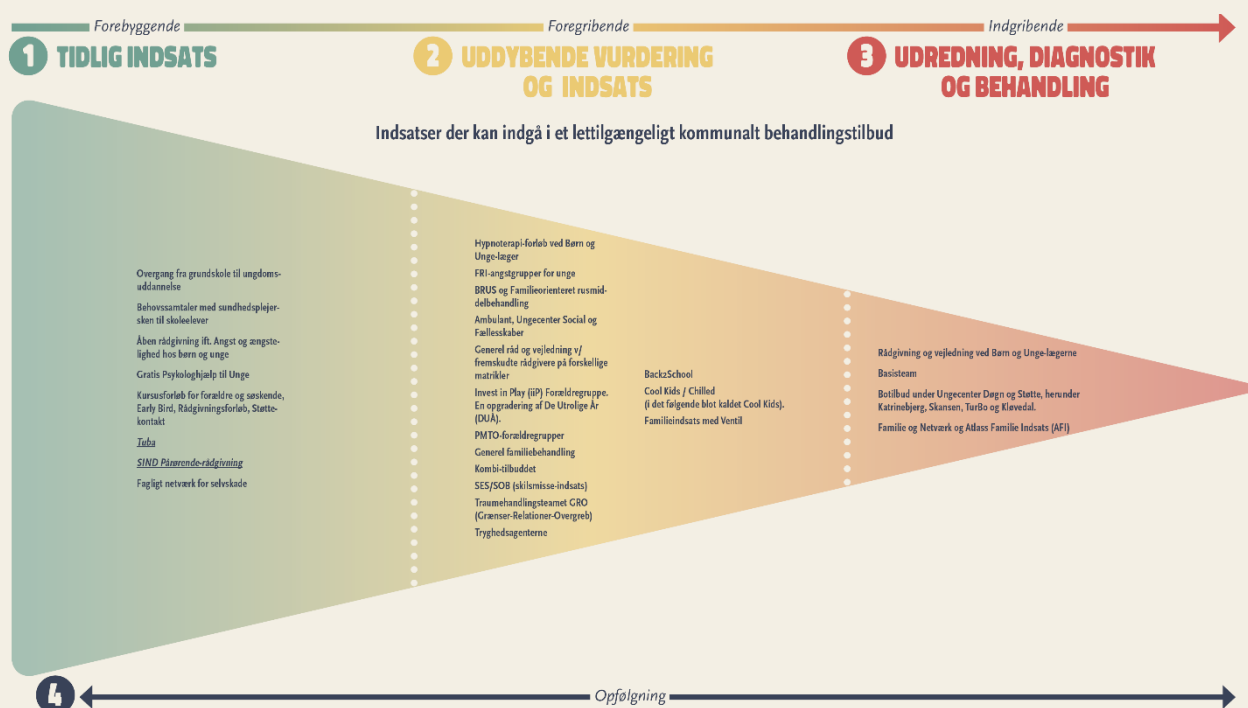 Forebyggende
Foregribende
Indgribende
1 TIDLIG INDSATS
2 UDDYBENDE VURDERING
OG INDSATS
3 UDREDNING, DIAGNOSTIK
OG BEHANDLING
Indsatser der kan indgå i et lettilgængeligt kommunalt behandlingstilbud
Overgang fra grundskole til ungdoms-
uddannelse
Behovssamtaler med sundhedsplejer-
sken til skoleelever
Åben rådgivning ift. Angst og ængste-
lighed hos børn og unge
Gratis Psykologhjælp til Unge
Kursusforløb for forældre og søskende,
Early Bird, Rådgivningsforløb, Støtte-
kontakt
Tuba
SIND Pårørende-rådgivning
Fagligt netværk for selvskade
Hypnoterapi-forløb ved Børn og
Unge-læger
FRI-angstgrupper for unge
BRUS og Familieorienteret rusmid-
delbehandling
Ambulant, Ungecenter Social og
Fællesskaber
Generel råd og vejledning v/
fremskudte rådgivere på forskellige
matrikler
Invest in Play (iiP) Forældregruppe.
En opgradering af De Utrolige År
(DUÅ).
PMTO-forældregrupper
Generel familiebehandling
Kombi-tilbuddet
SES/SOB (skilsmisse-indsats)
Traumehandlingsteamet GRO
(Grænser-Relationer-Overgreb)
Tryghedsagenterne
Back2School
Cool Kids / Chilled
(i det følgende blot kaldet Cool Kids).
Familieindsats med Ventil
Rådgivning og vejledning ved Børn og Unge-lægerne
Basisteam
Botilbud under Ungecenter Døgn og Støtte, herunder
Katrinebjerg, Skansen, TurBo og Kløvedal.
Familie og Netværk og Atlass Familie Indsats (AFI)
4
Opfølgning